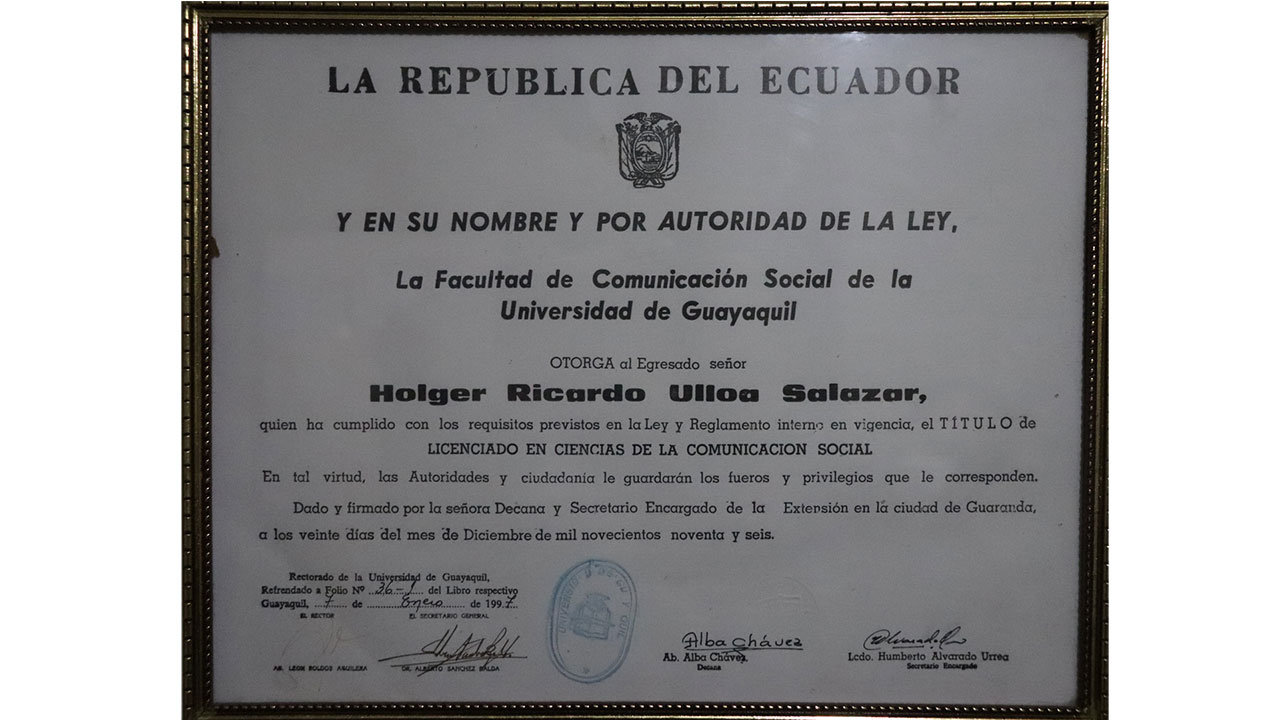 LA REPUBLICA DEL ECUADOR
Y EN SU NOMBRE Y POR AUTORIDAD DE LA LEY,
La Facultad de Comunicación Social de la
Universidad de Guayaquil
OTORGA al Egresado señor
Holger Ricardo Ulloa Salazar,
quien ha cumplido con los requisitos previstos en la Ley y Reglamento interno en vigencia, el TÍTULO de
LICENCIADO EN CIENCIAS DE LA COMUNICACION SOCIAL
En tal virtud, las Autoridades y ciudadanía le guardarán los fueros y privilegios que le corresponden.
Dado y firmado por la señora Decana y Secretario Encargado de la Extensión en la ciudad de Guaranda,
a los veinte días del mes de Diciembre de mil novecientos noventa y seis.
Rectorado de la Universidad de Guayaquil,
Refrendado a Folio Nº 36-1 del Libro respectivo
Guayaquil, 7 de Enero de 1997
EL RECTOR EL SECRETARIO GENERAL
AB. LEON ROLDOS AGUILERA DR. ALBERTO SANCHEZ BALDA
Alba Chávez
Ab. Alba Chávez
Decana
Lcdo. Humberto Alvarado Urrea
Secretario Encargado